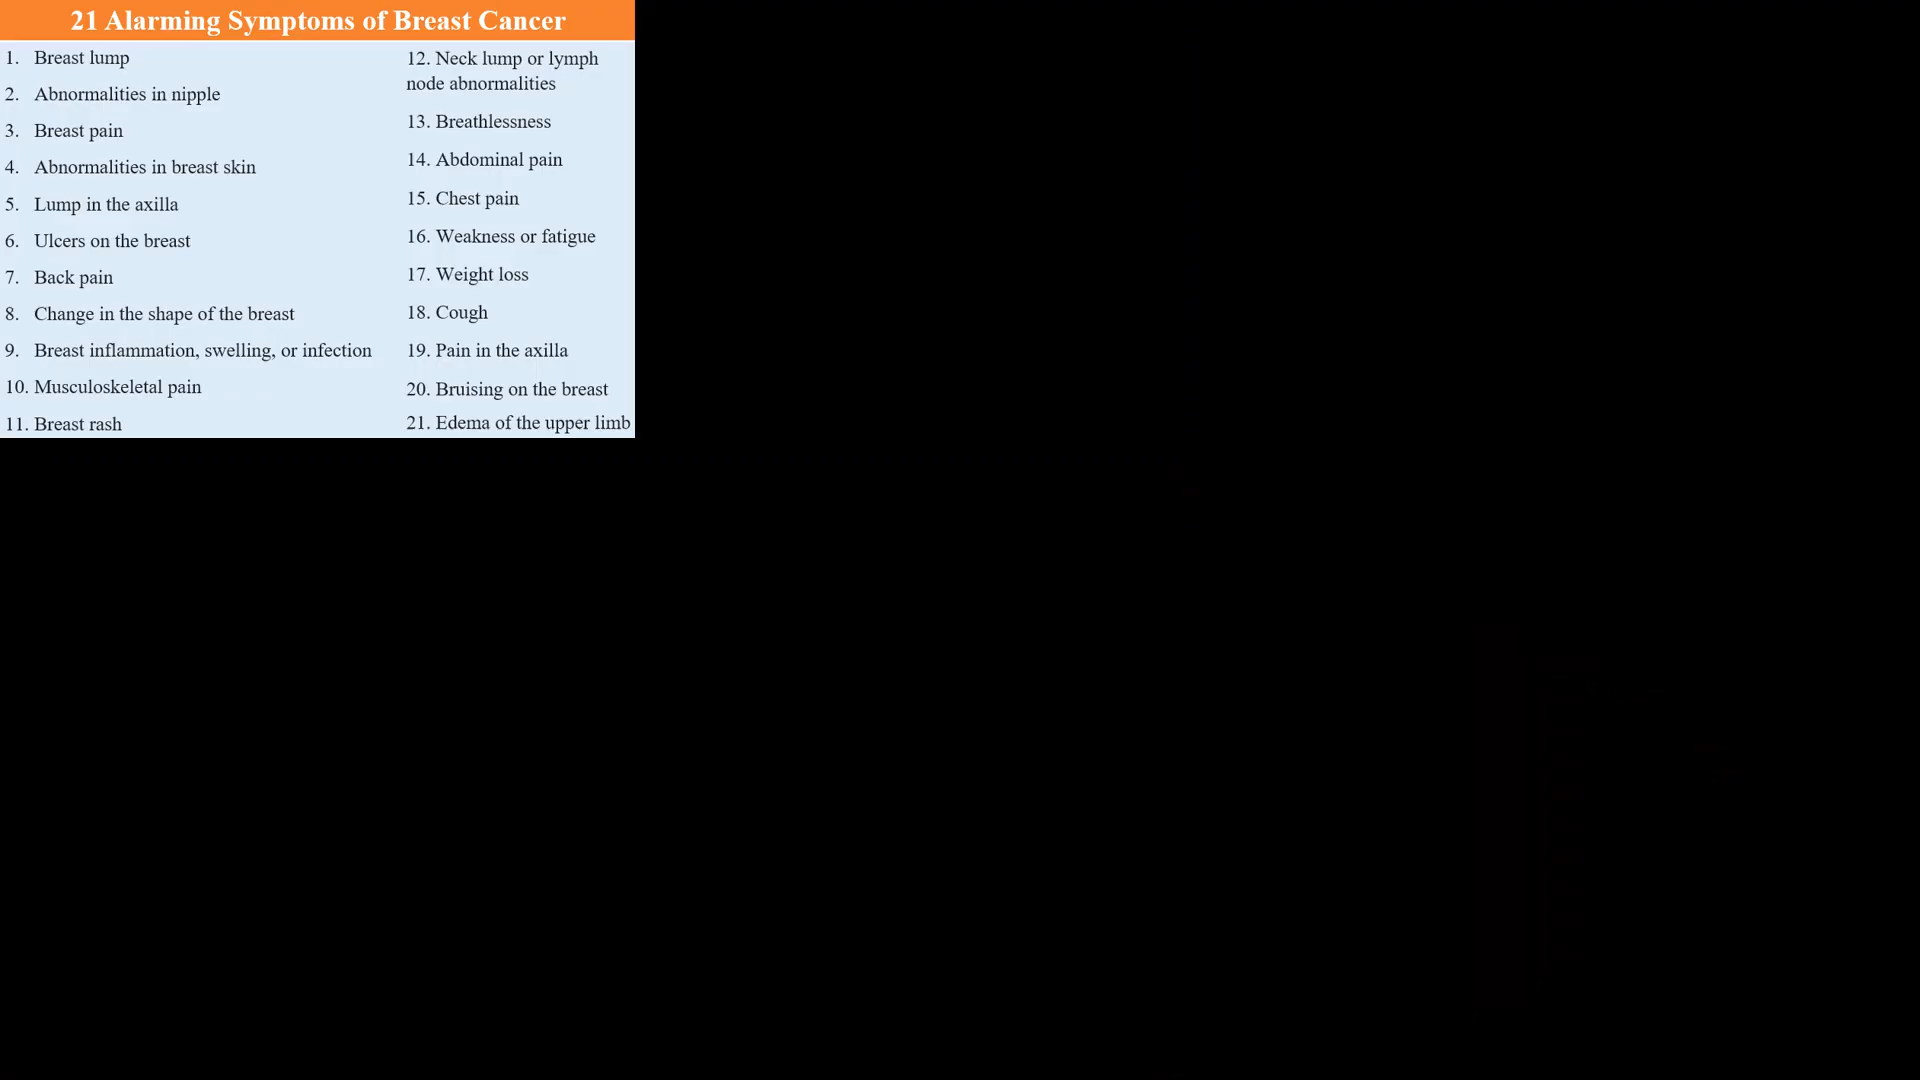 21 Alarming Symptoms of Breast Cancer
1. Breast lump
2. Abnormalities in nipple
3. Breast pain
4. Abnormalities in breast skin
5. Lump in the axilla
6. Ulcers on the breast
7. Back pain
8. Change in the shape of the breast
9. Breast inflammation, swelling, or infection
10. Musculoskeletal pain
11. Breast rash
12. Neck lump or lymph
node abnormalities
13. Breathlessness
14. Abdominal pain
15. Chest pain
16. Weakness or fatigue
17. Weight loss
18. Cough
19. Pain in the axilla
20. Bruising on the breast
21. Edema of the upper limb